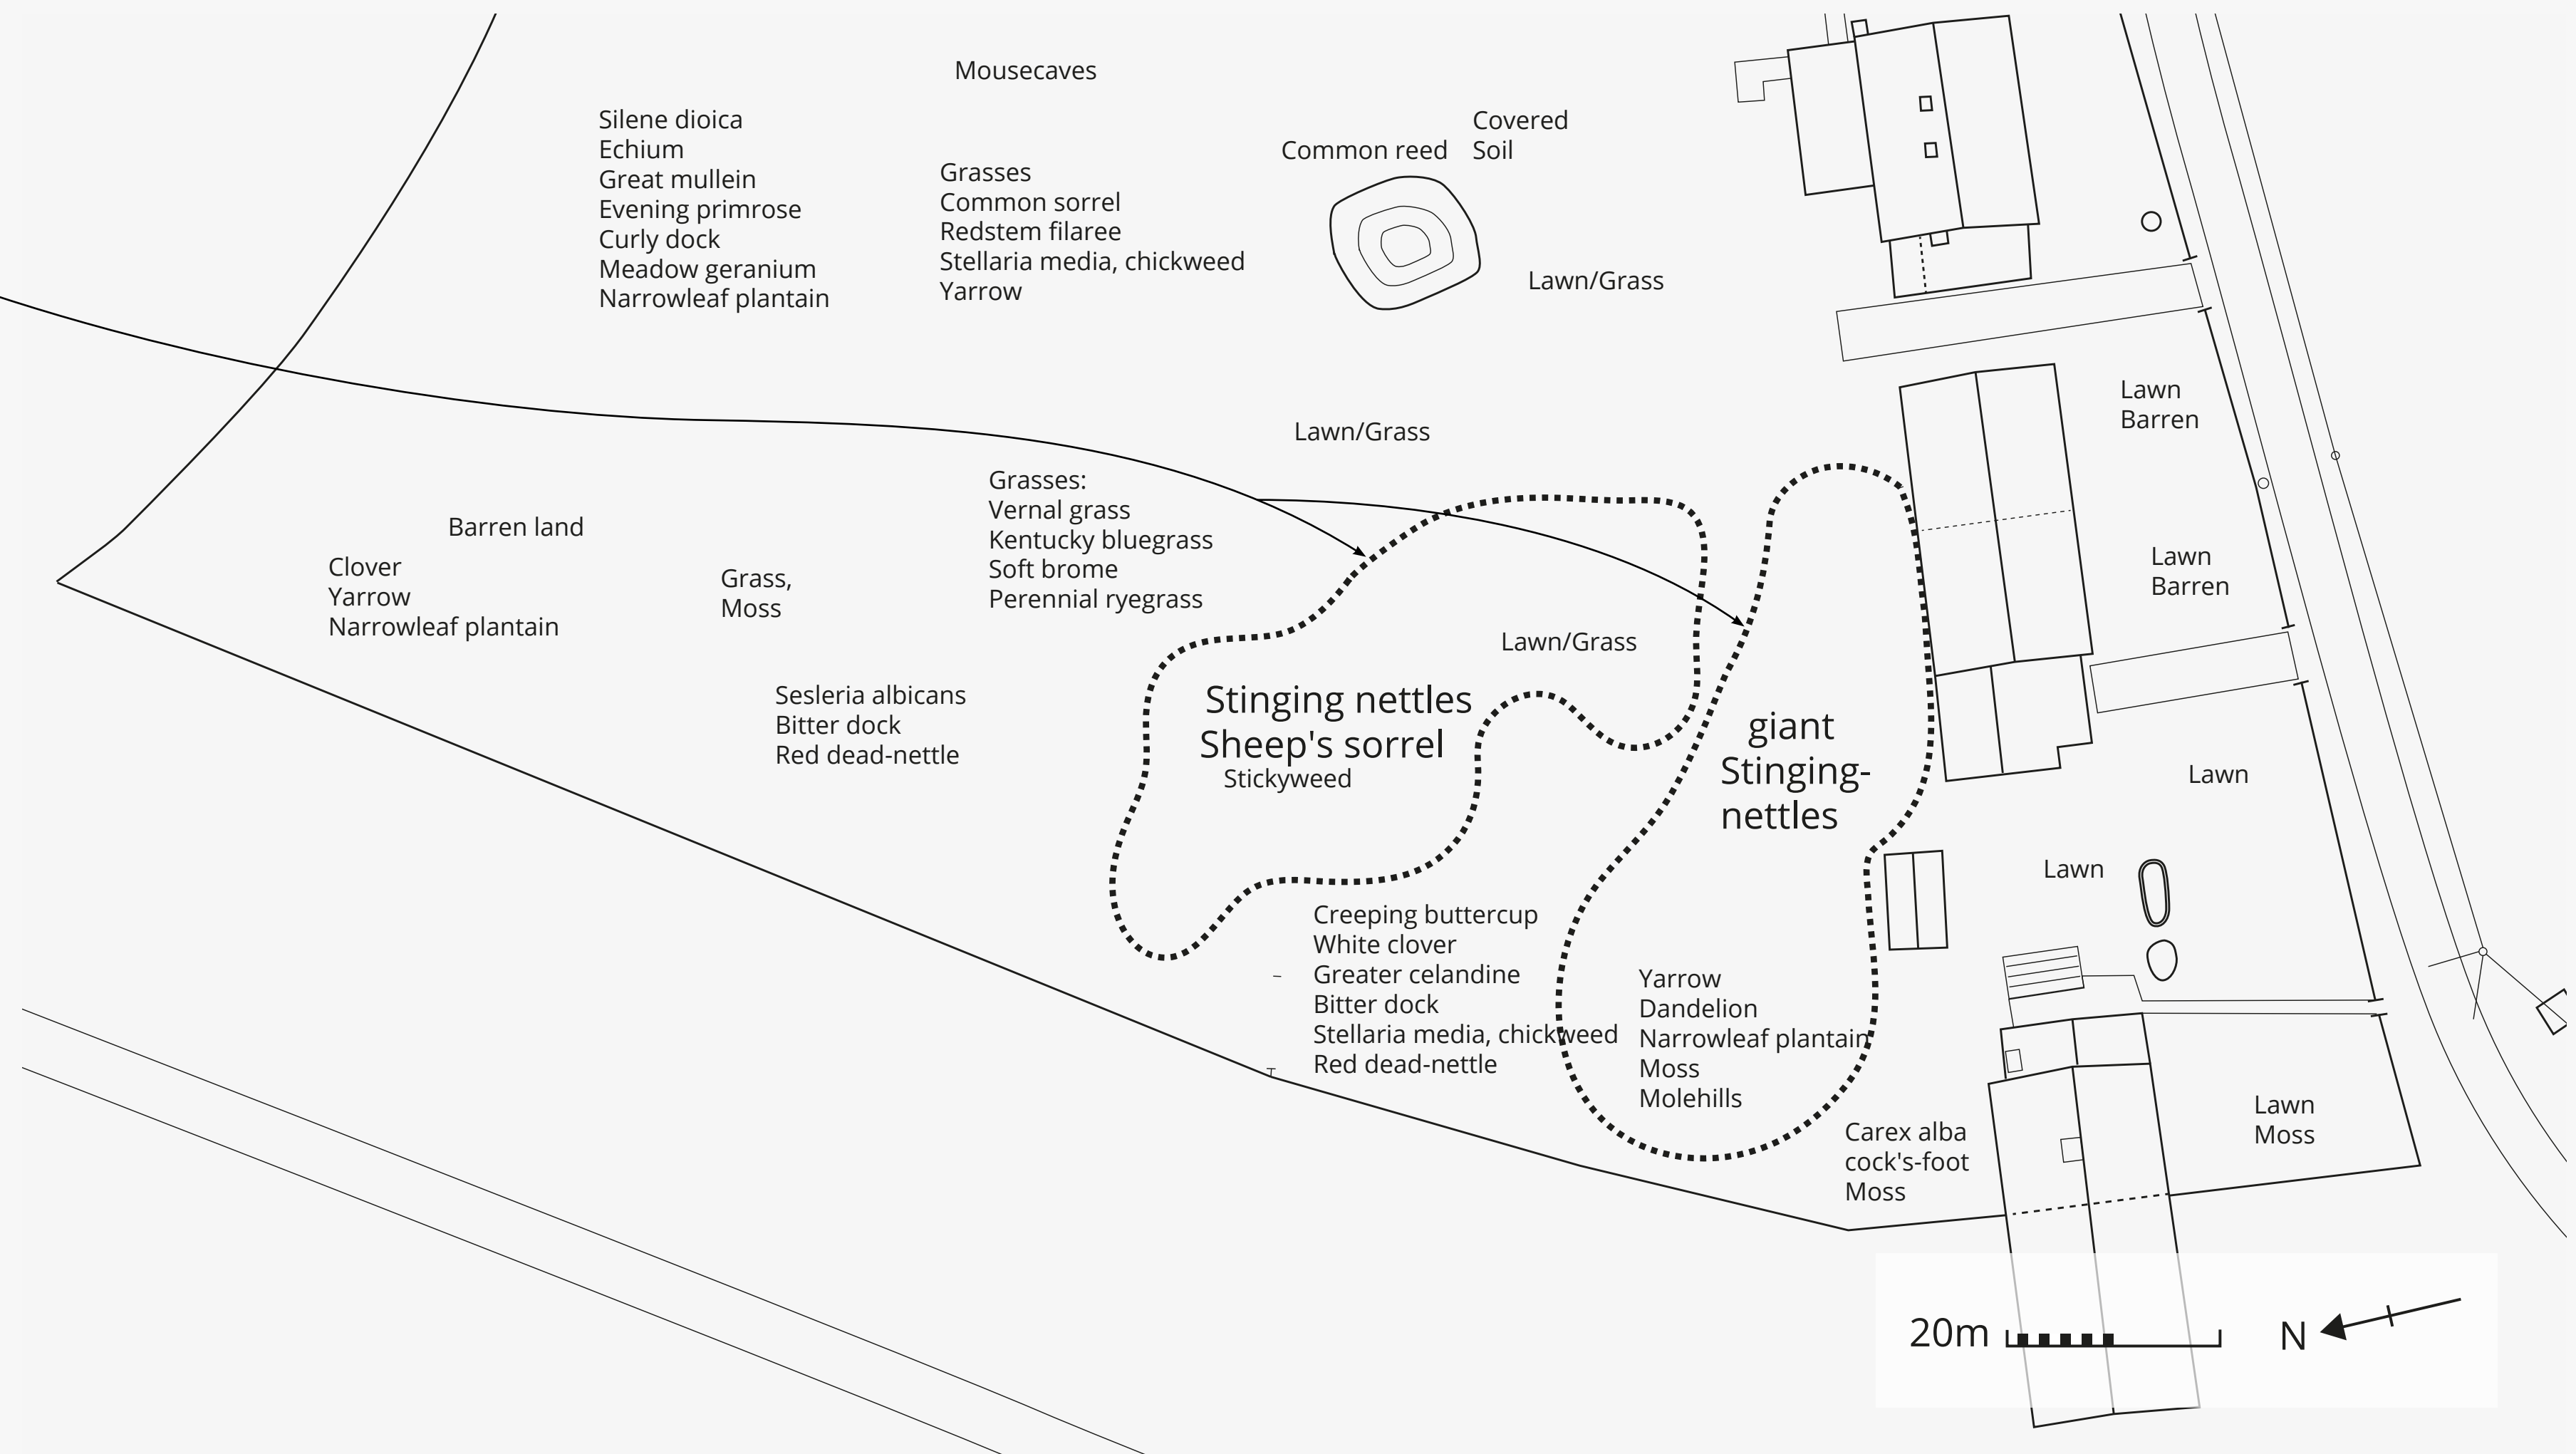 Mousecaves
Silene dioica
Echium
Great mullein
Evening primrose
Curly dock
Meadow geranium
Narrowleaf plantain
Grasses
Common sorrel
Redstem filaree
Stellaria media, chickweed
Yarrow
Common reed
Covered
Soil
Lawn/Grass
Lawn/Grass
Lawn
Barren
Lawn
Barren
Barren land
Clover
Yarrow
Narrowleaf plantain
Grass,
Moss
Grasses:
Vernal grass
Kentucky bluegrass
Soft brome
Perennial ryegrass
Lawn/Grass
Sesleria albicans
Bitter dock
Red dead-nettle
Stinging nettles
Sheep's sorrel
Stickyweed
giant
Stinging-
nettles
Lawn
Lawn
Creeping buttercup
White clover
Greater celandine
Bitter dock
Stellaria media, chickweed
Red dead-nettle
Yarrow
Dandelion
Narrowleaf plantain
Moss
Molehills
Carex alba
cock's-foot
Moss
Lawn
Moss
20m
N